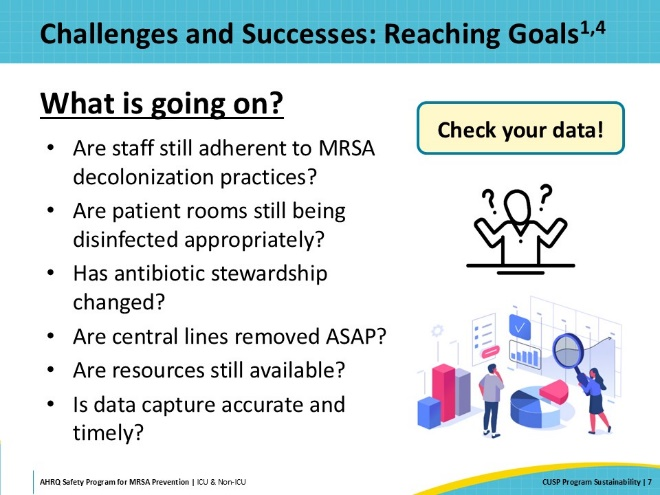 Challenges and Successes: Reaching Goals1,4
What is going on?
Check your data!
• Are staff still adherent to MRSA
decolonization practices?
• Are patient rooms still being
disinfected appropriately?
• Has antibiotic stewardship
changed?
• Are central lines removed ASAP?
• Are resources still available?
• Is data capture accurate and
timely?
AHRQ Safety Program for MRSA Prevention | ICU & Non-ICU
CUSP Program Sustainability | 7